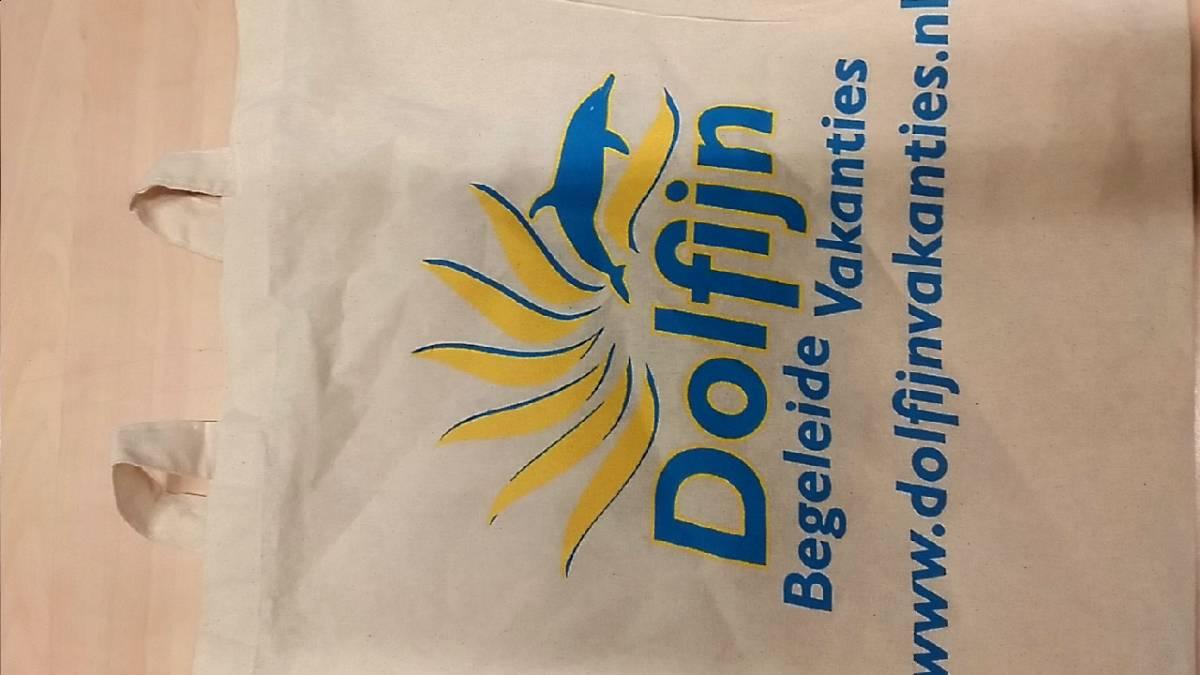 Dolfijn
Begeleide Vakanties
www.dolfijnvakanties.nl